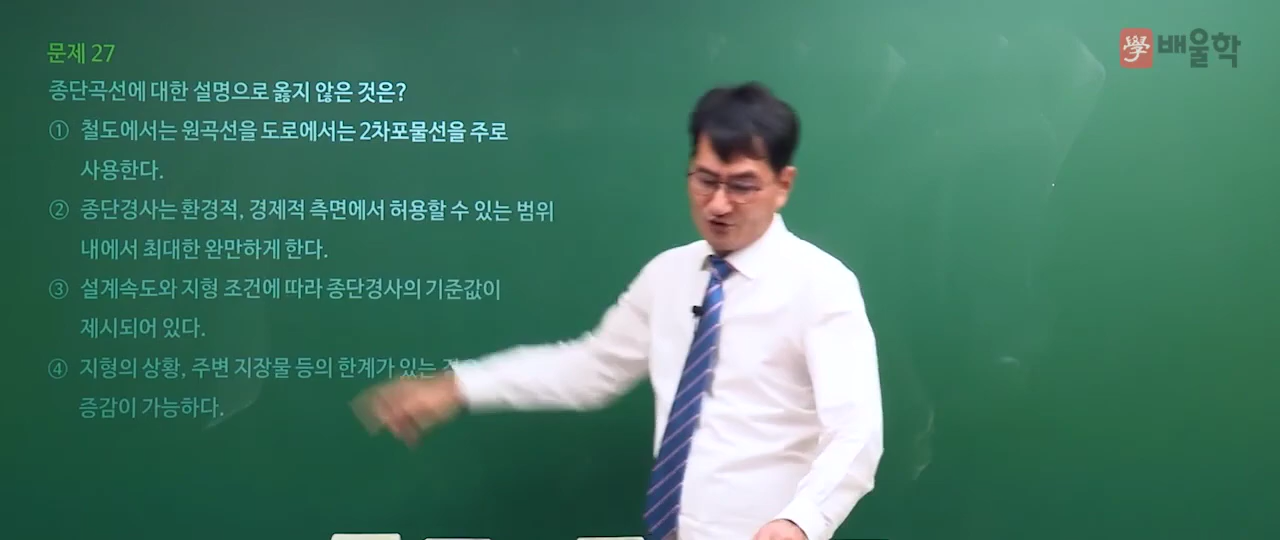 學 배울학
문제 27
종단곡선에 대한 설명으로 옳지 않은 것은?
① 철도에서는 원곡선을 도로에서는 2차포물선을 주로
사용한다.
② 종단경사는 환경적, 경제적 측면에서 허용할 수 있는 범위
내에서 최대한 완만하게 한다.
③ 설계속도와 지형 조건에 따라 종단경사의 기준값이
제시되어 있다.
④ 지형의 상황, 주변 지장물 등의 한계가 있는
증감이 가능하다.